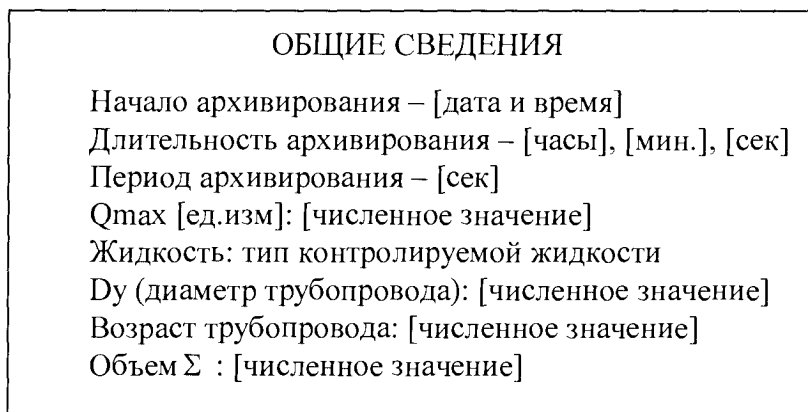 ОБЩИЕ СВЕДЕНИЯ
Начало архивирования – [дата и время]
Длительность архивирования – [часы], [мин.], [сек]
Период архивирования – [сек]
Qmax [ед.изм]: [численное значение]
Жидкость: тип контролируемой жидкости
Dy (диаметр трубопровода): [численное значение]
Возраст трубопровода: [численное значение]
Объем Σ : [численное значение]